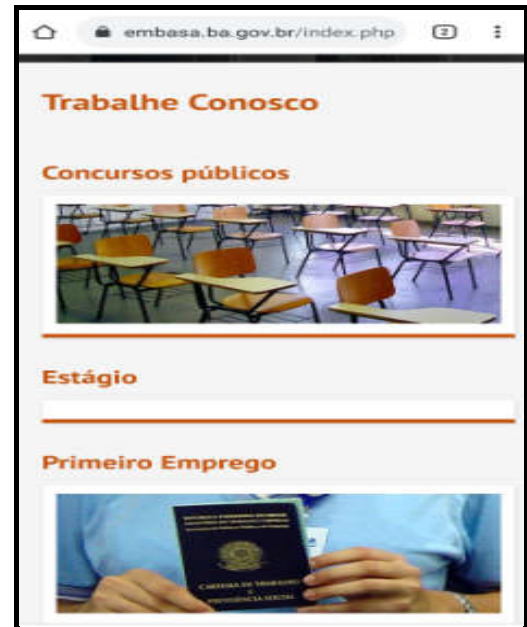 embasa.ba.gov.br/index.php
2
Trabalhe Conosco
Concursos públicos
Estágio
Primeiro Emprego
CARTEIRA DE TRABALHO
E
PREVIDÊNCIA SOCIAL